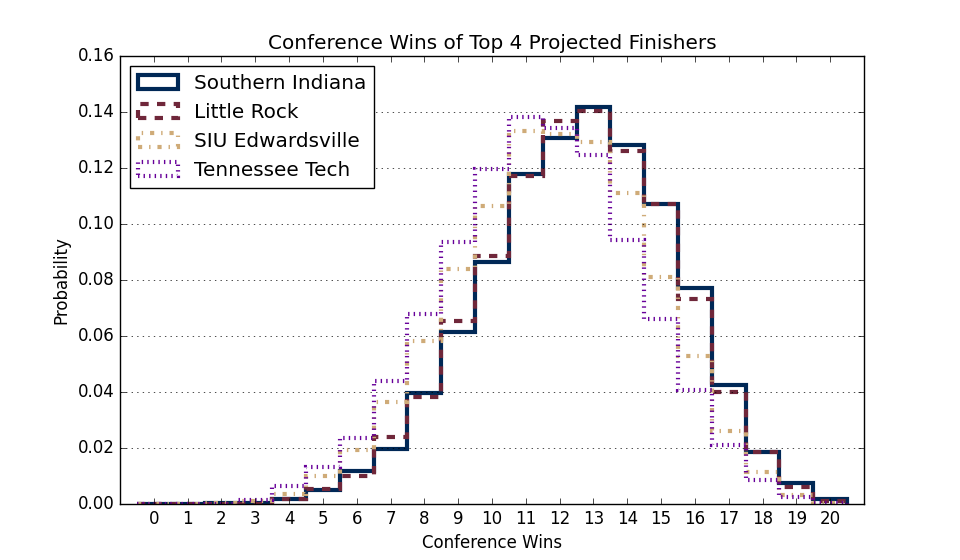 Conference Wins of Top 4 Projected Finishers
0.16
0.14
0.12
0.10
0.08
0.06
0.04
0.02
0.00
Probability
Southern Indiana
Little Rock
SIU Edwardsville
Tennessee Tech
0 1 2 3 4 5 6 7 8 9 10 11 12 13 14 15 16 17 18 19 20
Conference Wins